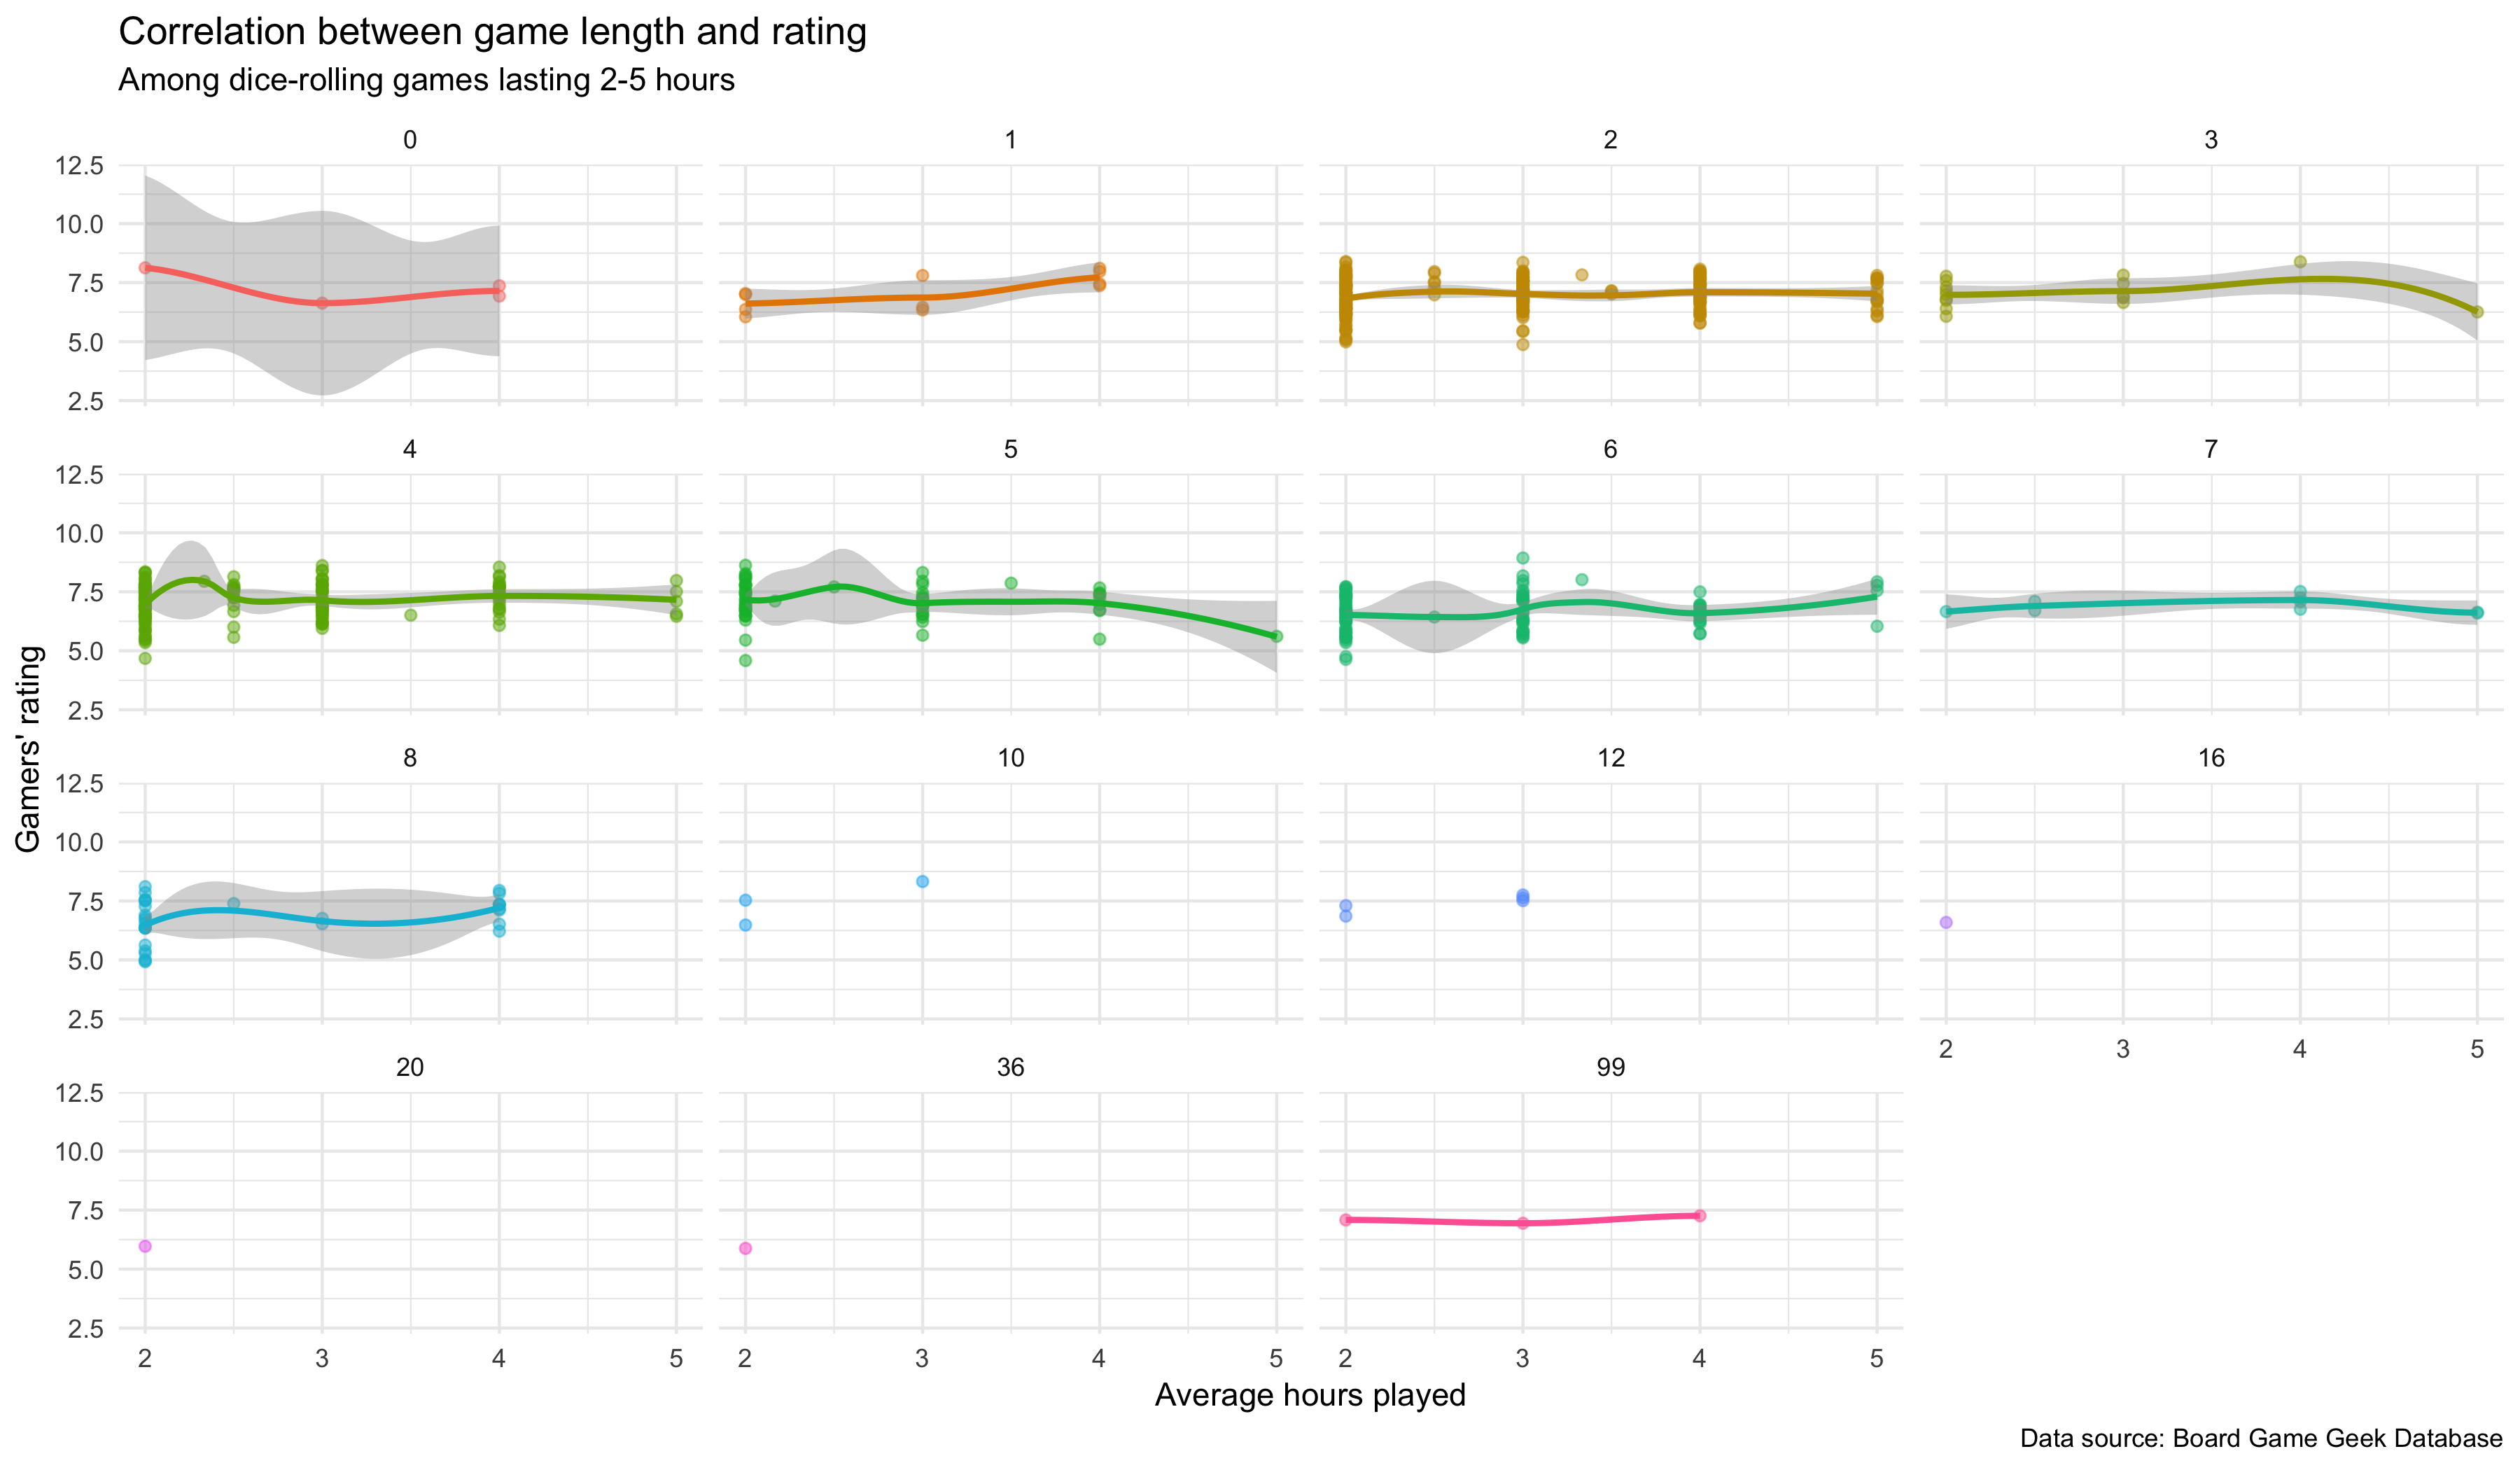 Correlation between game length and rating
Among dice-rolling games lasting 2-5 hours
0 1 2 3
12.5
10.0
7.5
5.0
2.5
4 5 6 7
12.5
10.0
7.5
5.0
2.5
Gamers' rating
8 10 12 16
12.5
10.0
7.5
5.0
2.5
2 3 4 5
20 36 99
12.5
10.0
7.5
5.0
2.5
2 3 4 5 2 3 4 5 2 3 4 5
Average hours played
Data source: Board Game Geek Database